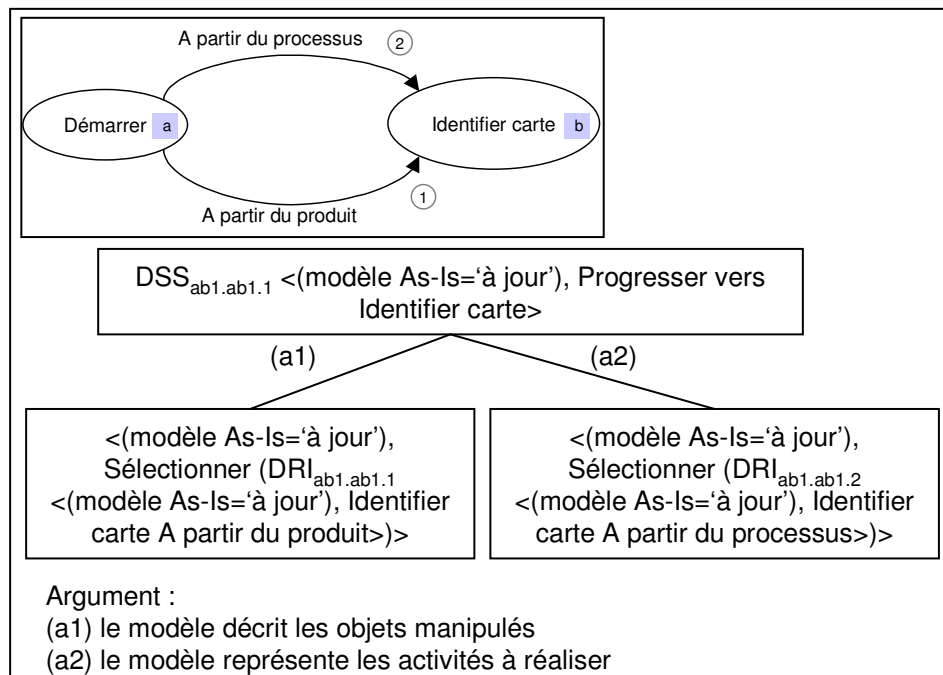 A partir du processus 2
Démarrer a
Identifier carte b
1
A partir du produit
DSSab1.ab1.1 <(modèle As-Is=‘à jour’), Progresser vers
Identifier carte>
(a1) (a2)
<(modèle As-Is=‘à jour’),
Sélectionner (DRIab1.ab1.1
<(modèle As-Is=‘à jour’), Identifier
carte A partir du produit>)>
<(modèle As-Is=‘à jour’),
Sélectionner (DRIab1.ab1.2
<(modèle As-Is=‘à jour’), Identifier
carte A partir du processus>)>
Argument :
(a1) le modèle décrit les objets manipulés
(a2) le modèle représente les activités à réaliser